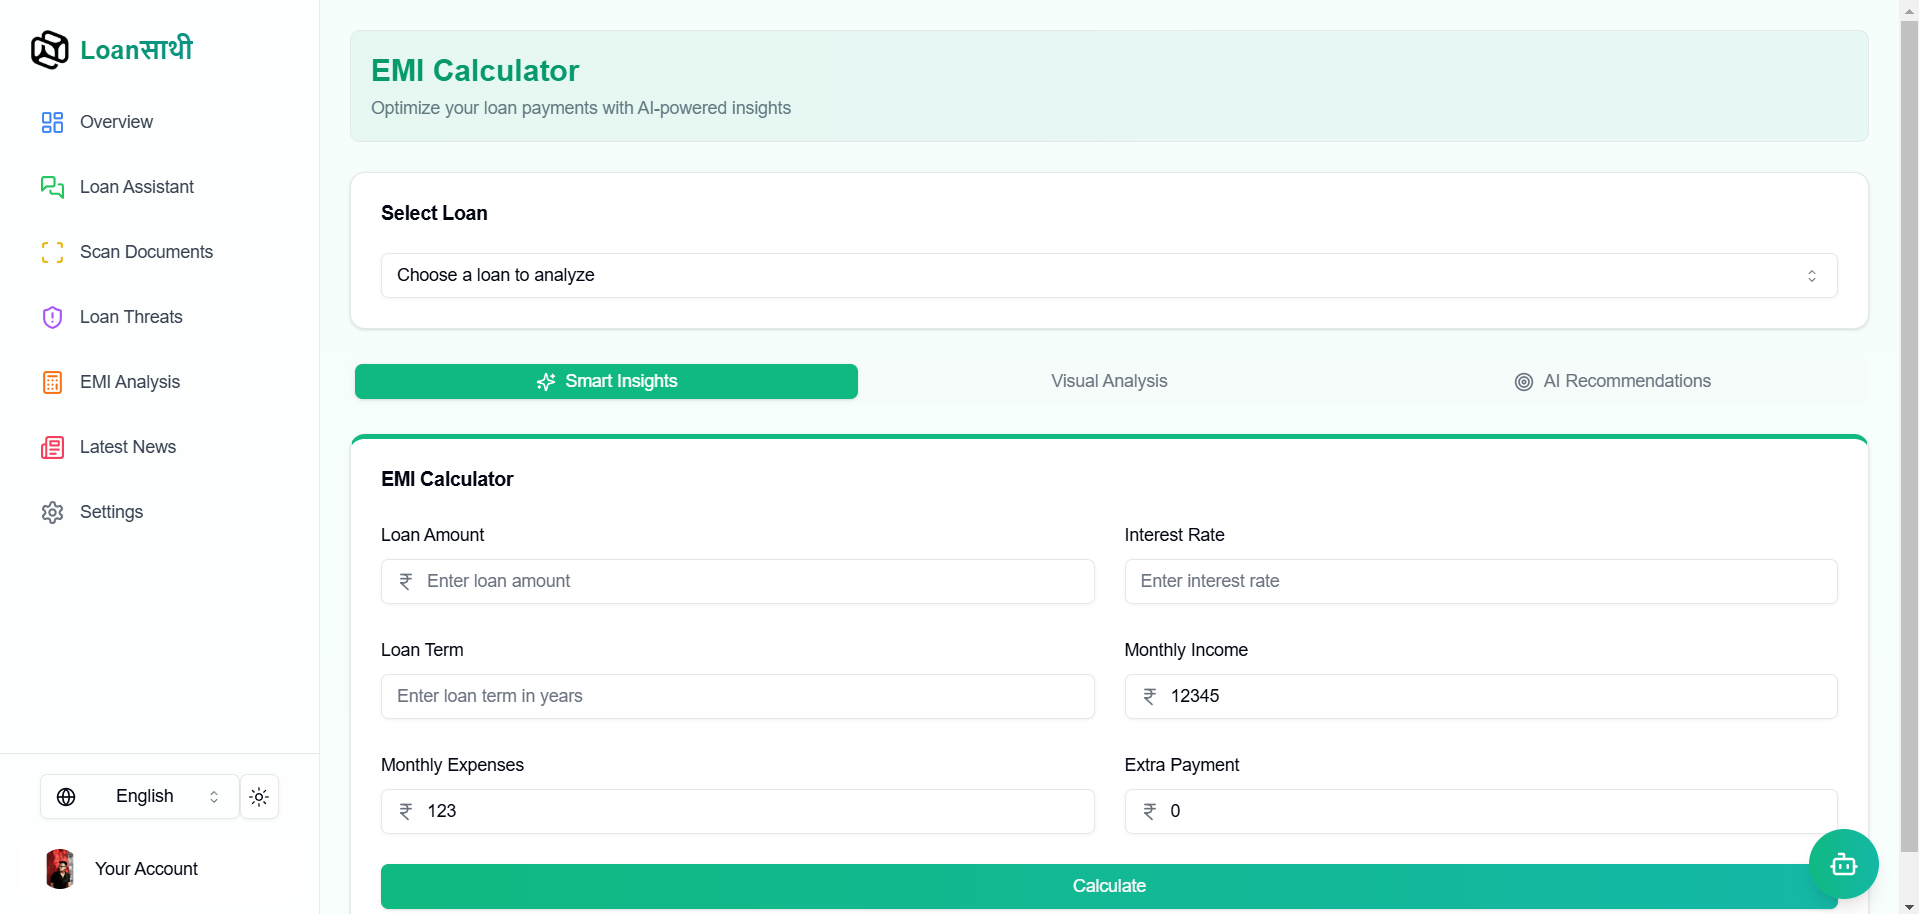 Loanसाथी
Overview
Loan Assistant
Scan Documents
Loan Threats
EMI Analysis
Latest News
Settings
English
Your Account
EMI Calculator
Optimize your loan payments with AI-powered insights
Select Loan
Choose a loan to analyze
Smart Insights
Visual Analysis
AI Recommendations
EMI Calculator
Loan Amount
₹ Enter loan amount
Interest Rate
Enter interest rate
Loan Term
Enter loan term in years
Monthly Income
₹ 12345
Monthly Expenses
₹ 123
Extra Payment
₹ 0
Calculate